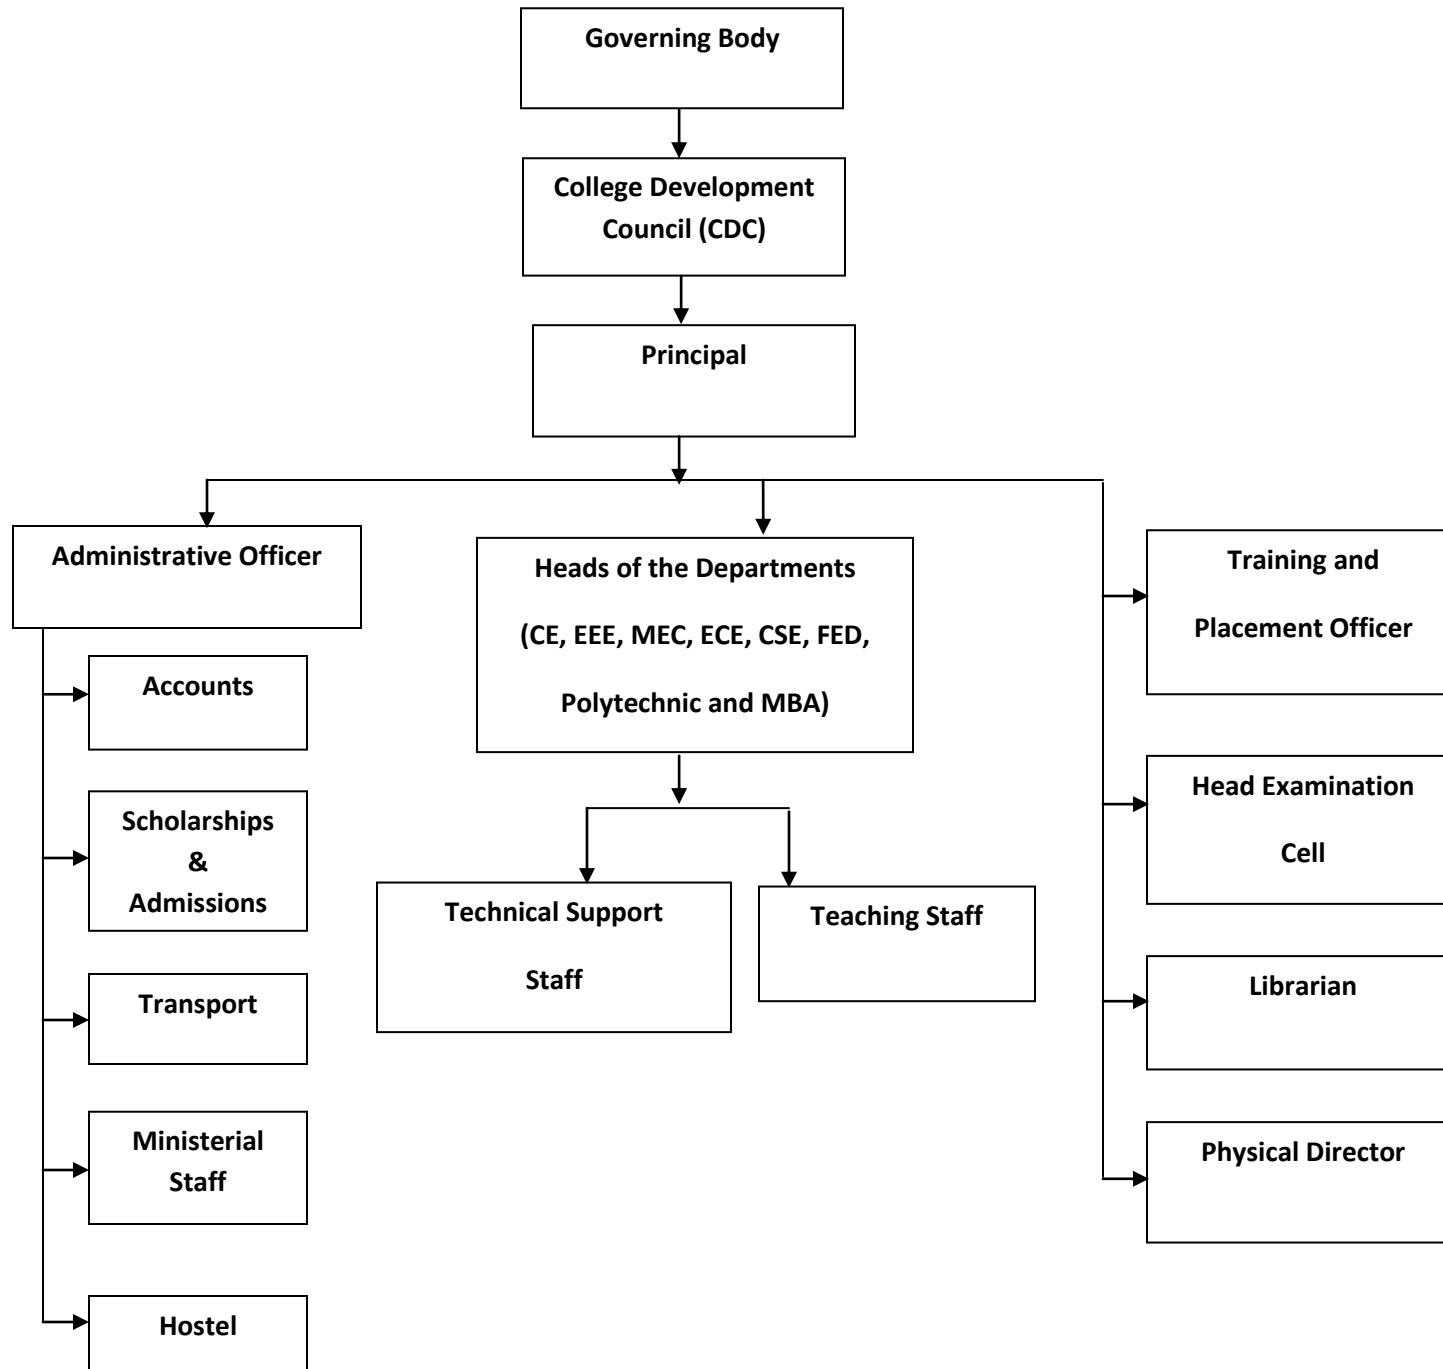 Governing Body
College Development
Council (CDC)
Principal
Administrative Officer
Accounts
Scholarships
&
Admissions
Transport
Ministerial
Staff
Hostel
Heads of the Departments
(CE, EEE, MEC, ECE, CSE, FED,
Polytechnic and MBA)
Technical Support
Staff
Teaching Staff
Training and
Placement Officer
Head Examination
Cell
Librarian
Physical Director